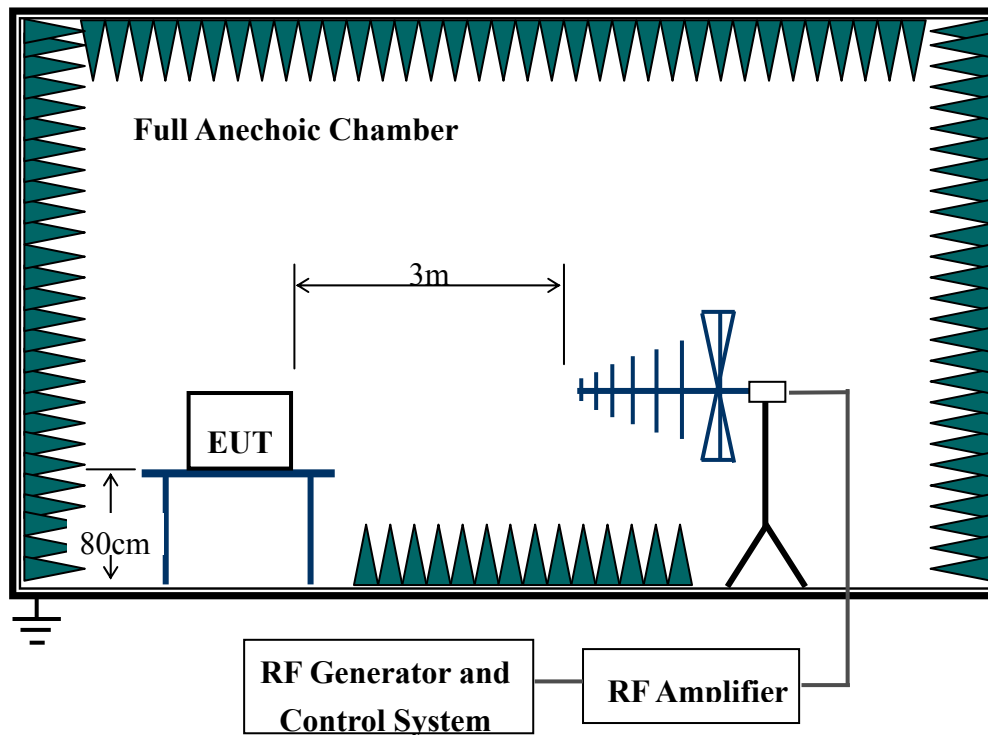 Full Anechoic Chamber
3m
EUT
80cm
RF Generator and
Control System
RF Amplifier